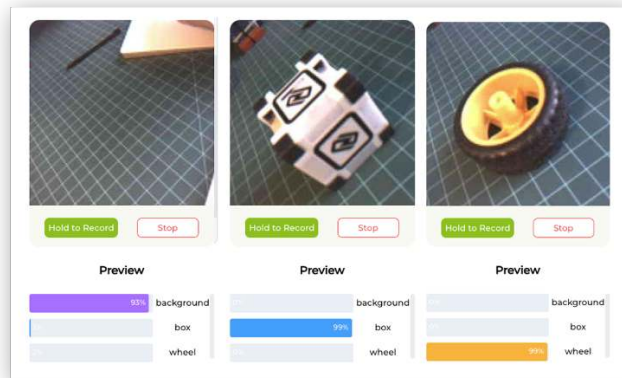 Hold to Record Stop
Hold to Record Stop
Hold to Record Stop
Preview
Preview
Preview
93% background
box
wheel
background
99% box
wheel
background
box
99% wheel